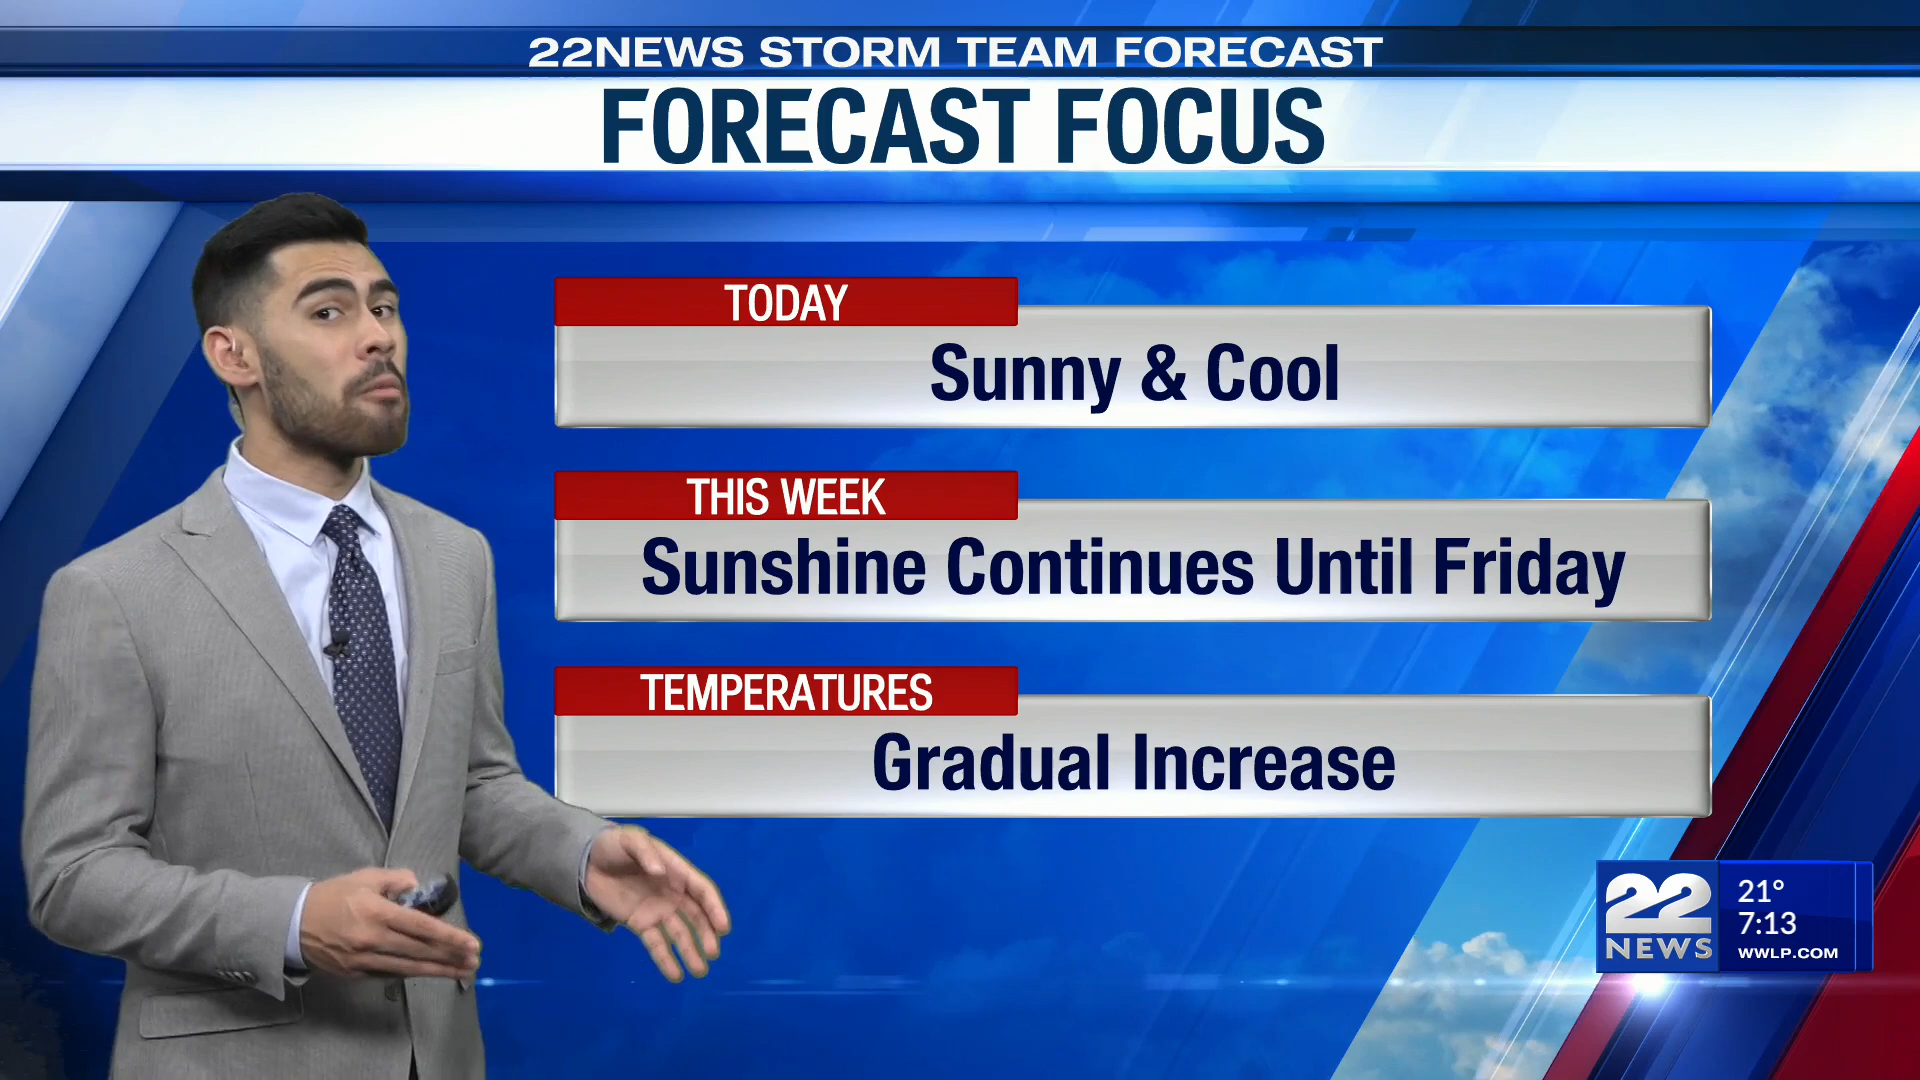 22NEWS STORM TEAM FORECAST
FORECAST FOCUS
TODAY
Sunny & Cool
THIS WEEK
Sunshine Continues Until Friday
TEMPERATURES
Gradual Increase
22 NEWS
21°
7:13
WWLP.COM